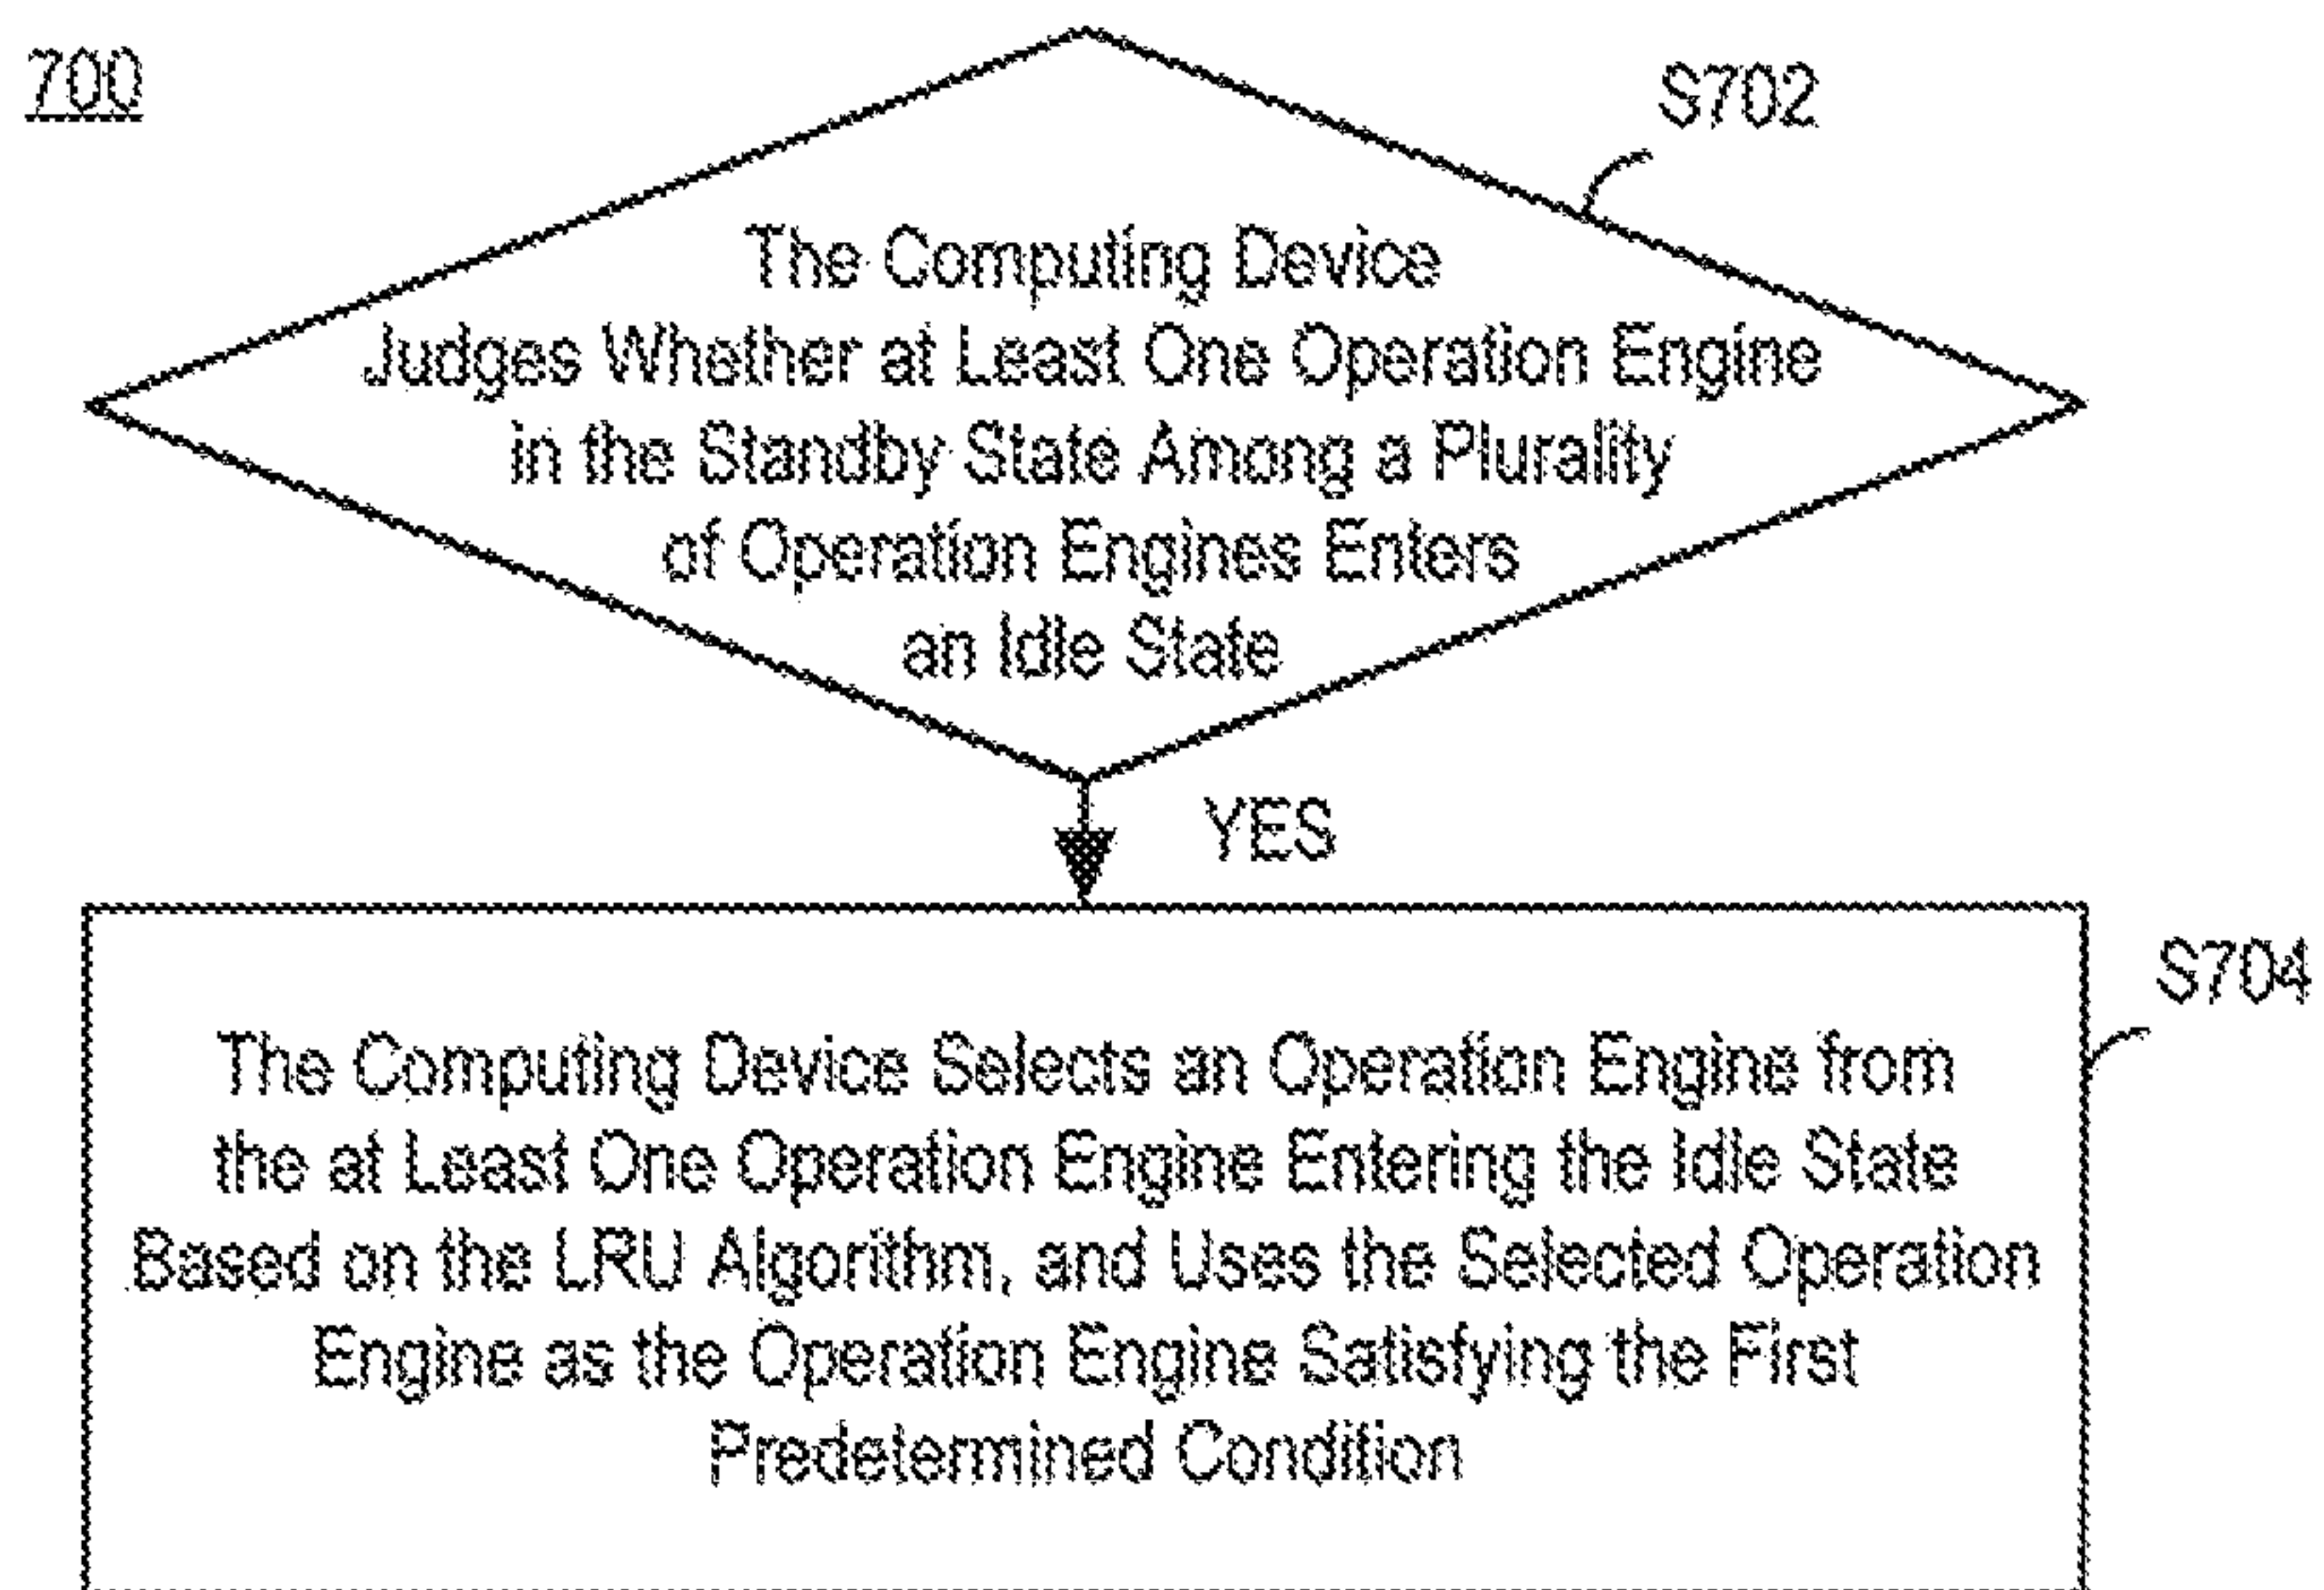 700
S702
The Computing Device
Judges Whether at Least One Operation Engine
in the Standby State Among a Plurality
of Operation Engines Enters
an Idle State
YES
S704
The Computing Device Selects an Operation Engine from
the at Least One Operation Engine Entering the Idle State
Based on the LRU Algorithm, and Uses the Selected Operation
Engine as the Operation Engine Satisfying the First
Predetermined Condition